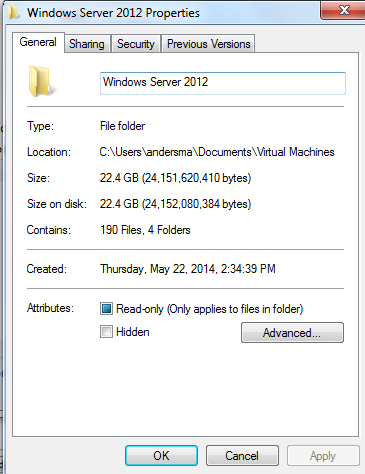 Windows Server 2012 Properties
General Sharing Security Previous Versions
Windows Server 2012
Type: File folder
Location: C:\Users\andersma\Documents\Virtual Machines
Size: 22.4 GB (24,151,620,410 bytes)
Size on disk: 22.4 GB (24,152,080,384 bytes)
Contains: 190 Files, 4 Folders
Created: Thursday, May 22, 2014, 2:34:39 PM
Attributes: Read-only (Only applies to files in folder)
Hidden Advanced...
OK Cancel Apply